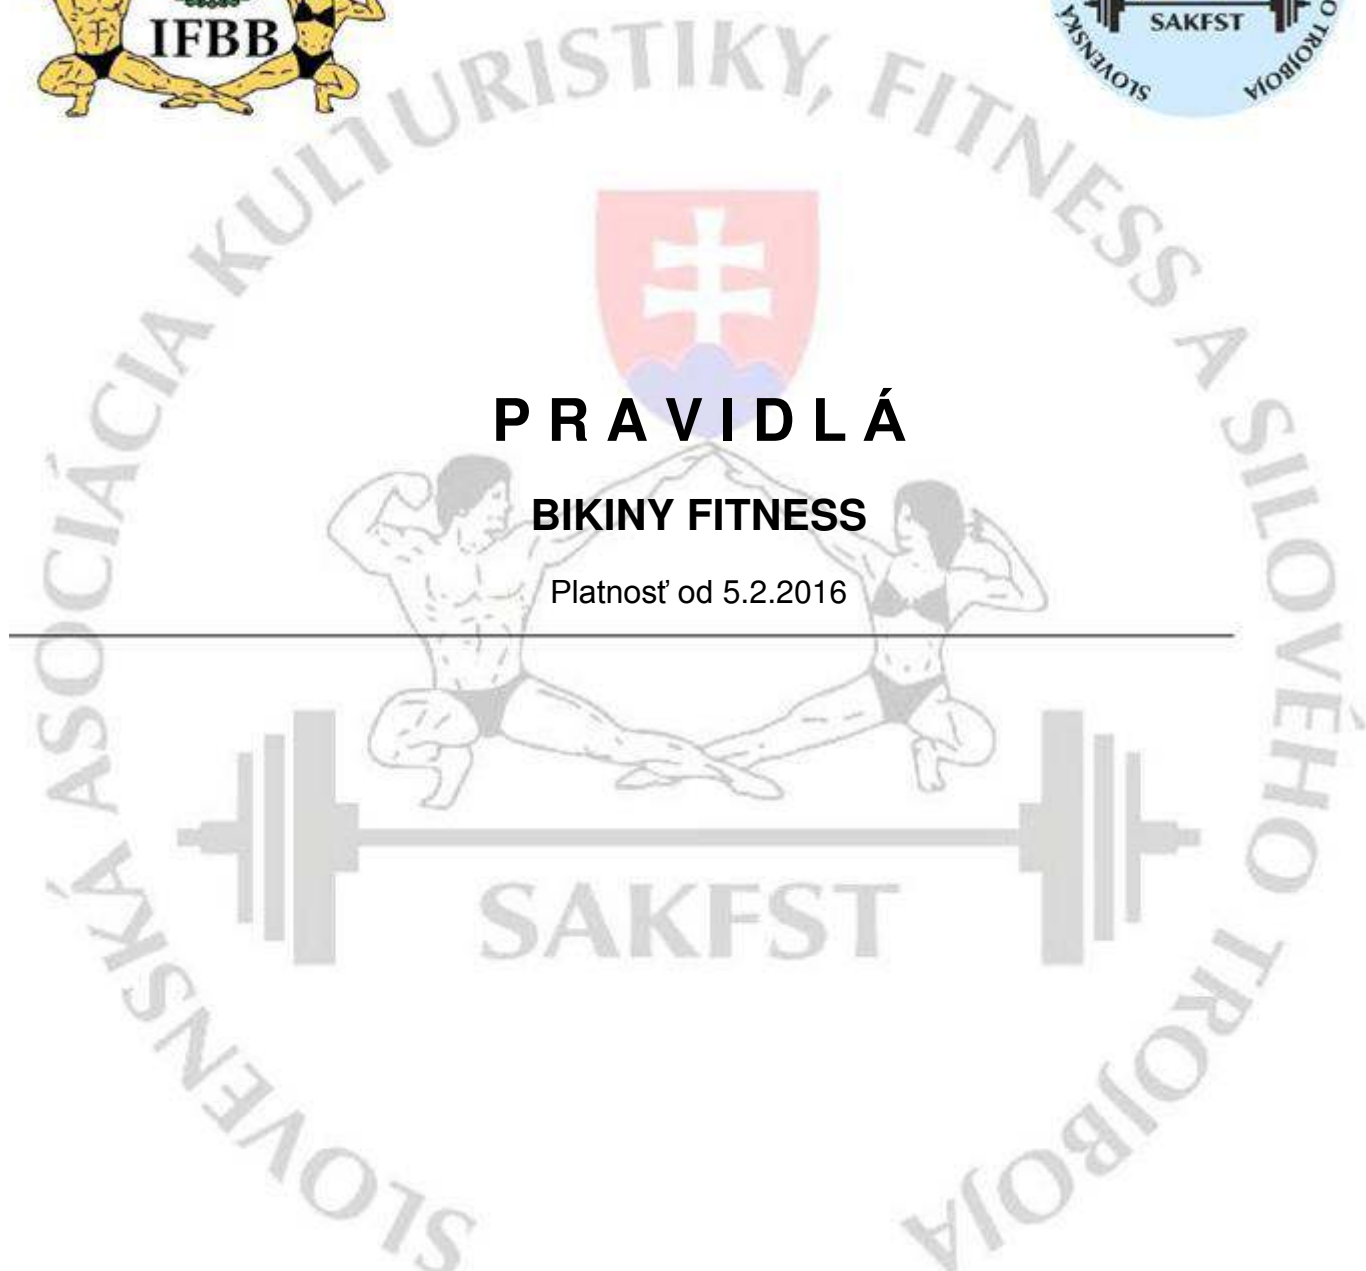 IFBB
SAKFST
SLOVENSKÁ
O TROJBOJA
SLOVENSKÁ ASOCIÁCIA KULTURISTIKY, FITNESS A SILOVÉHO TROJBOJA
P R A V I D L Á
BIKINY FITNESS
Platnosť od 5.2.2016
SAKFST